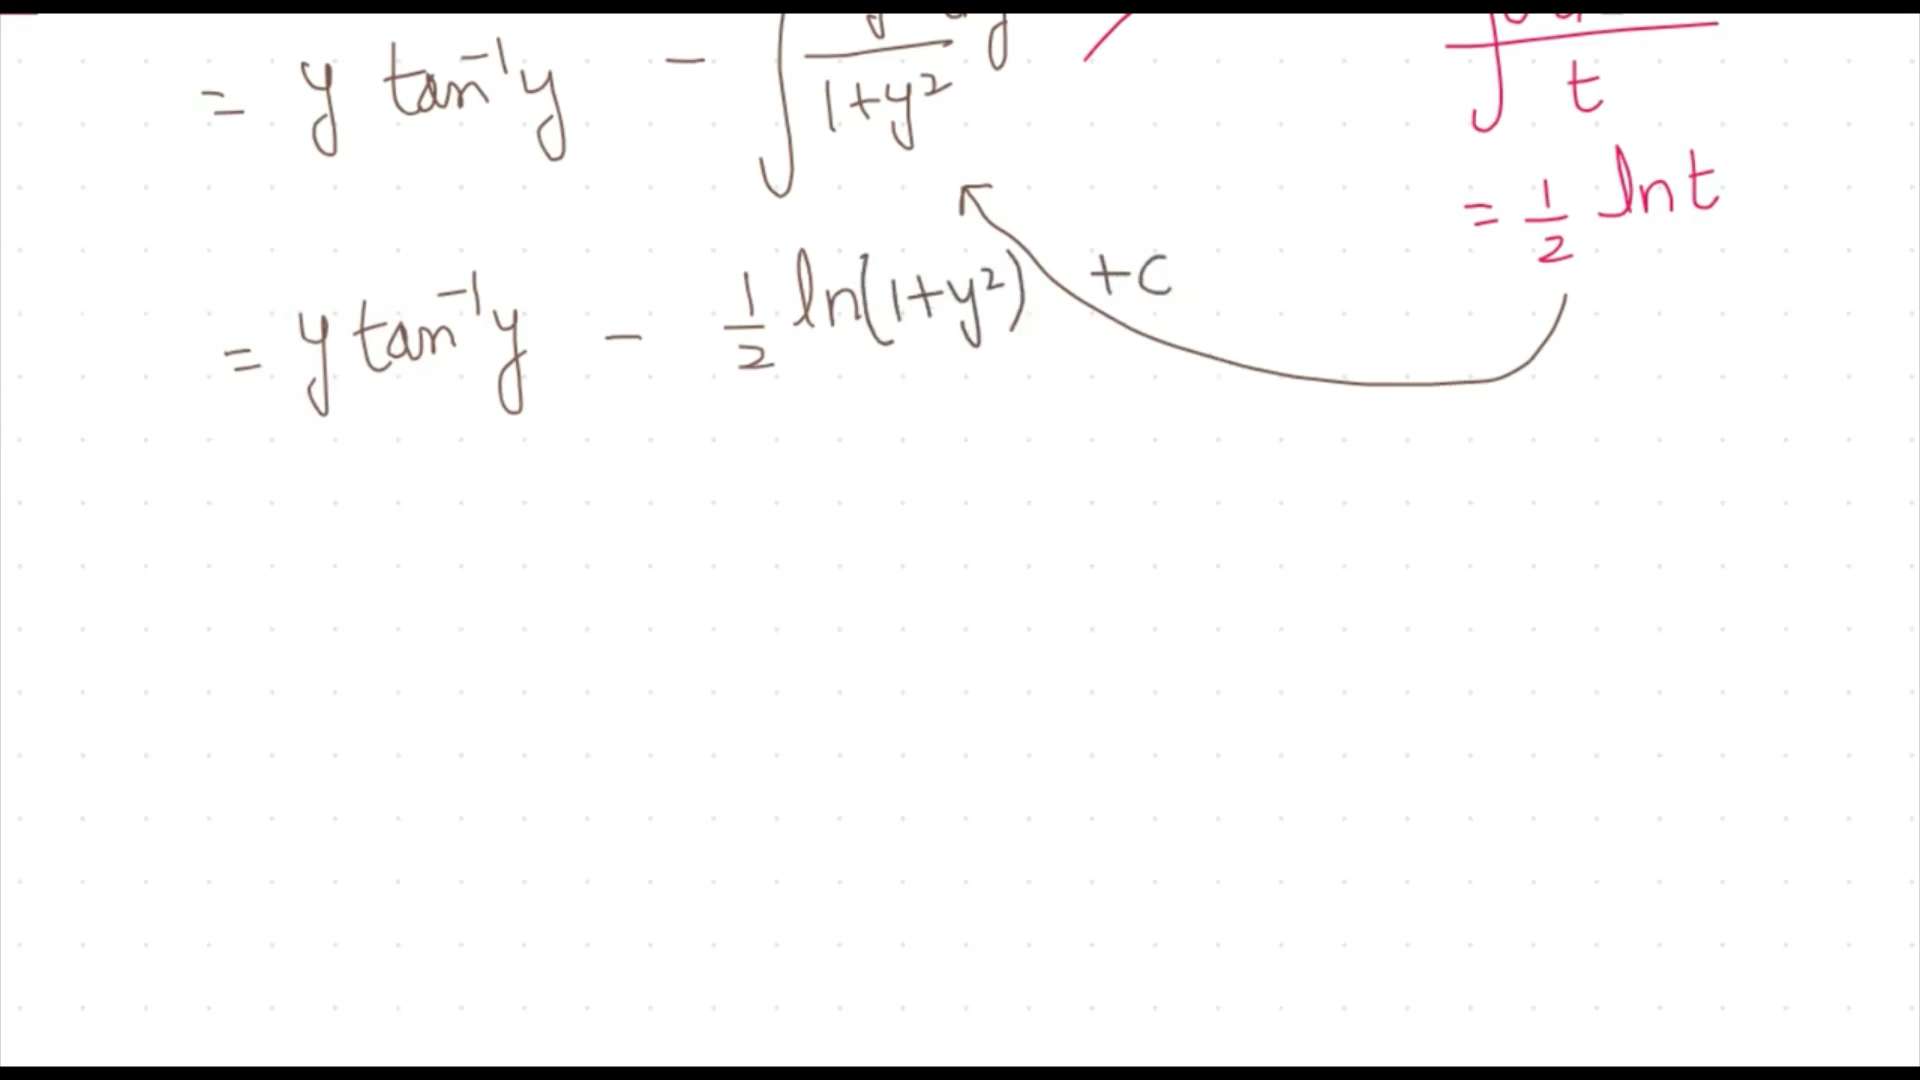 = y tan⁻¹y - ∫ y/(1+y²) dy
= y tan⁻¹y - 1/2 ln(1+y²) + c
∫ /t
= 1/2 ln t